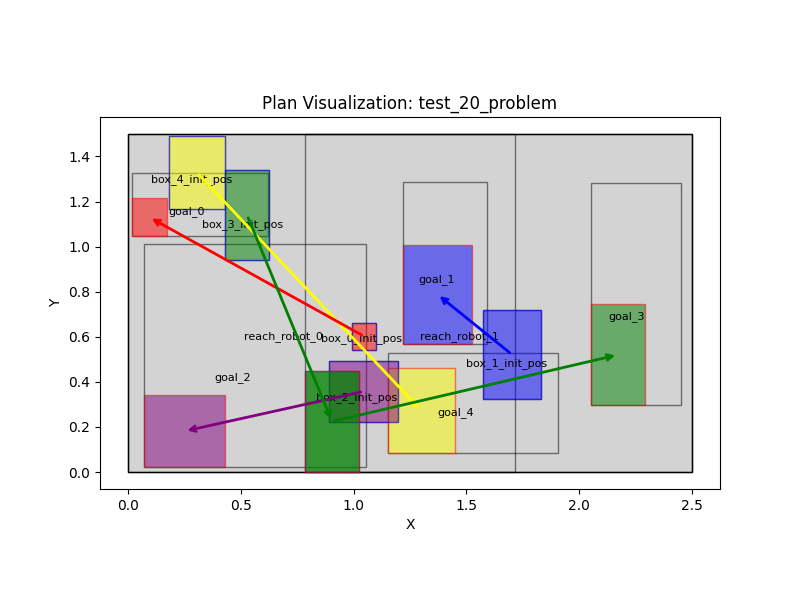 Plan Visualization: test_20_problem
Y
1.4
1.2
1.0
0.8
0.6
0.4
0.2
0.0
box_4_init_pos
goal_0
box_3_init_pos
goal_1
goal_3
reach_robot_0
box_0_init_pos
reach_robot_1
box_1_init_pos
goal_2
box_2_init_pos
goal_4
0.0
0.5
1.0
1.5
2.0
2.5
X